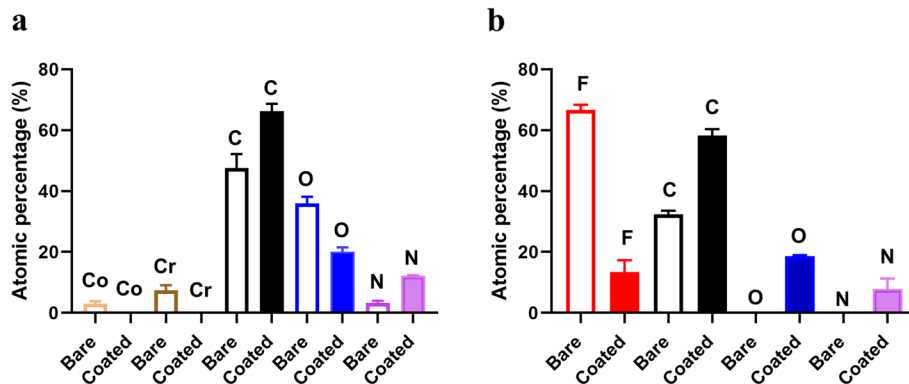 a
Atomic percentage (%)
80
60
40
20
0
Co
Co
Cr
Cr
C
C
O
O
N
N
Bare
Coated
Bare
Coated
Bare
Coated
Bare
Coated
Bare
Coated
b
Atomic percentage (%)
80
60
40
20
0
F
F
C
C
O
O
N
N
Bare
Coated
Bare
Coated
Bare
Coated
Bare
Coated